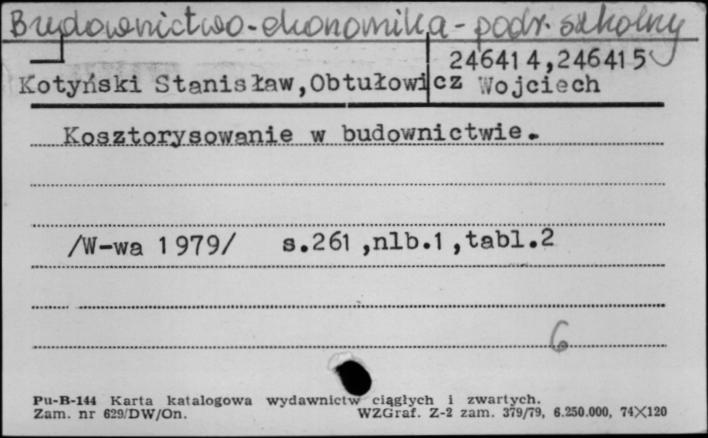 Budownictwo-ekonomika-podr. szkolny
246414,246415
Kotyński Stanisław,Obtułowicz Wojciech
Kosztorysowanie w budownictwie.
/W-wa 1979/ s.261,nlb.1,tabl.2
6
Pu-B-144 Karta katalogowa wydawnictw ciągłych i zwartych.
Zam. nr 629/DW/On. WZGraf. Z-2 zam. 379/79, 6.250.000, 74×120